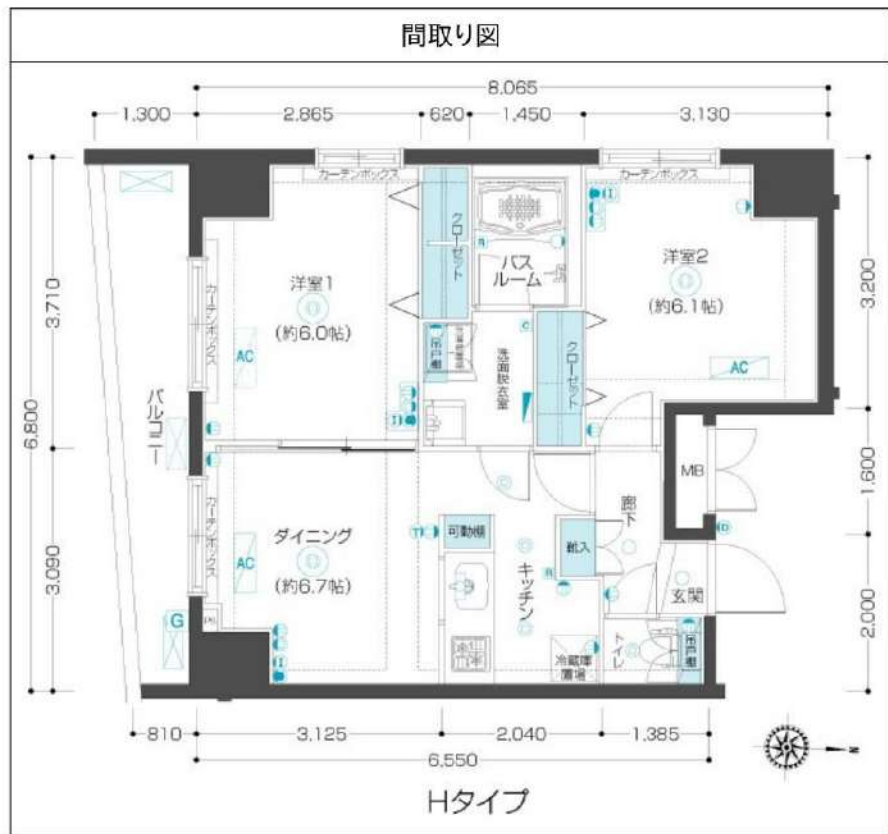 間取り図
8.065
1.300
2.865
620
1.450
3.130
カーテンボックス
カーテンボックス
クローゼット
バス
ルーム
洋室1
(約6.0帖)
洋室2
(約6.1帖)
カーテンボックス
AC
AC
吊戸棚
洗面脱衣室
クローゼット
C
R
I
I
3.710
6.800
3.090
3.200
1.600
2.000
バルコニー
MB
D
ダイニング
(約6.7帖)
カーテンボックス
AC
T
可動棚
キッチン
靴入
R
廊下
玄関
G
I
冷蔵庫
置場
トイレ
吊戸棚
810
3.125
2.040
1.385
6.550
N
Hタイプ